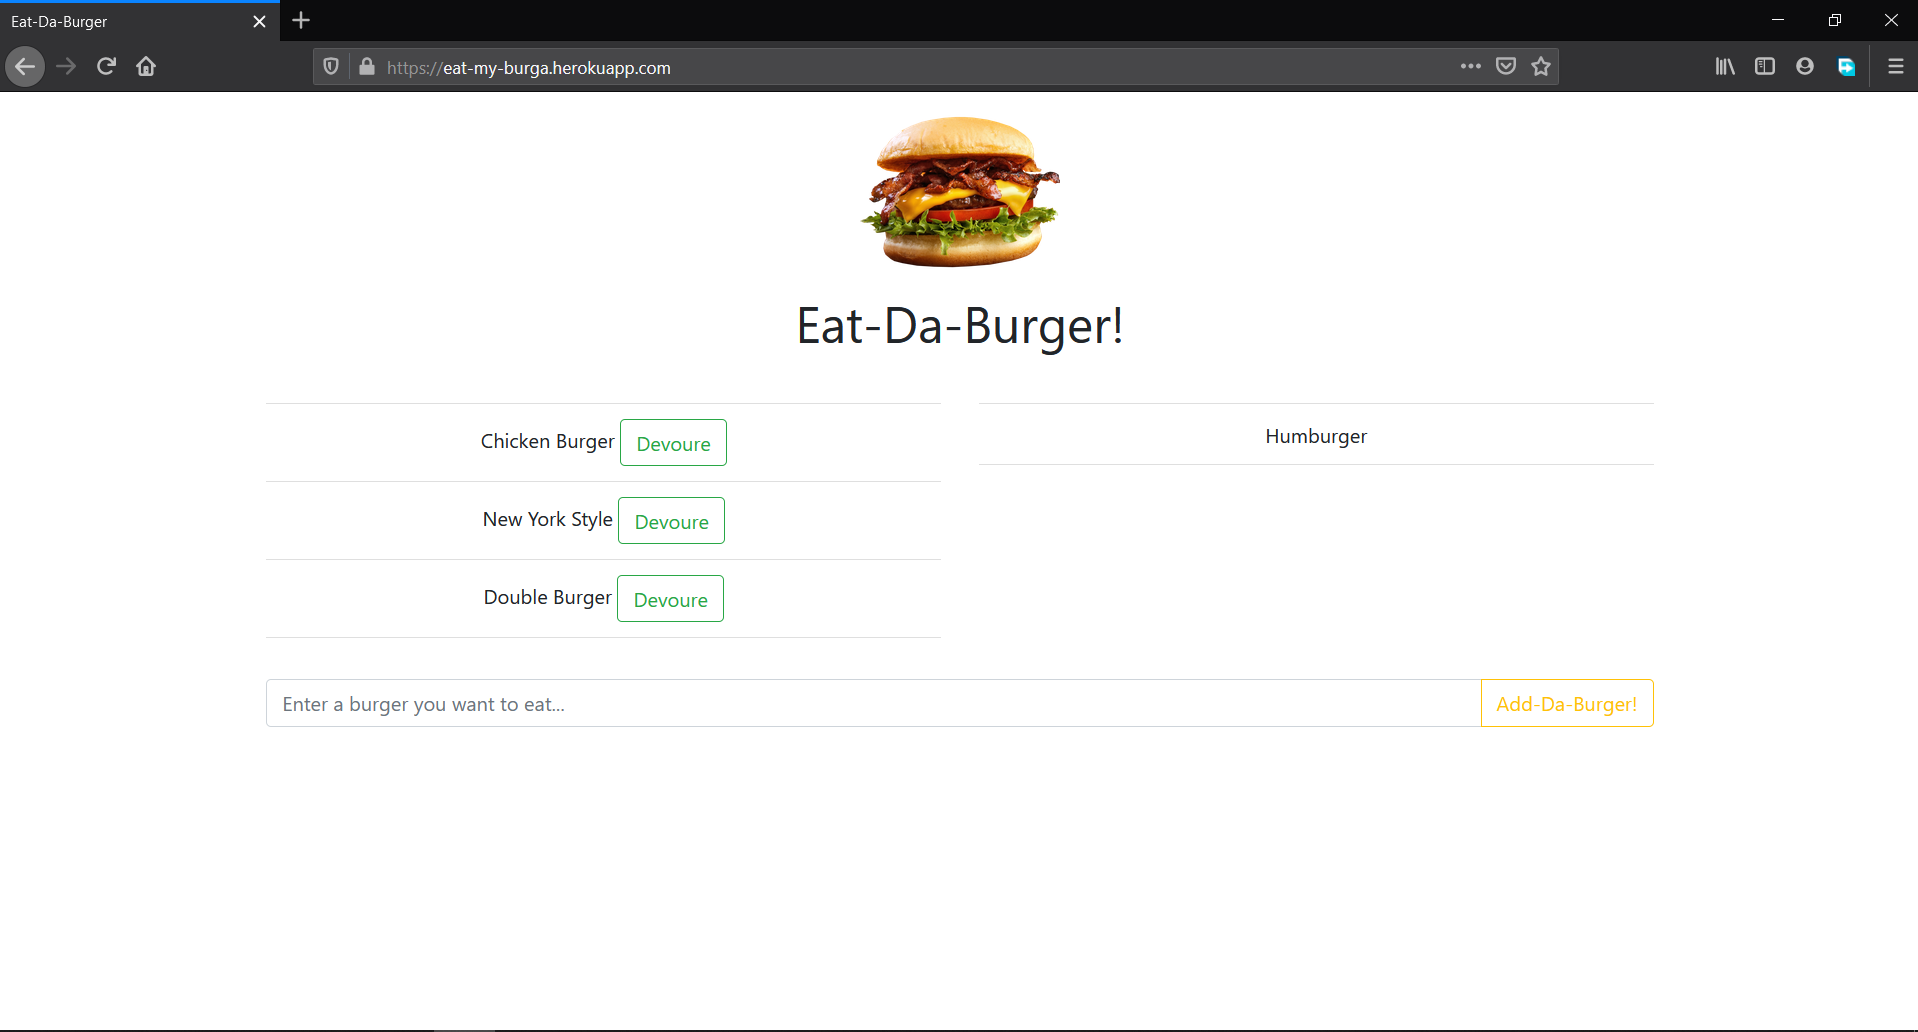 Eat-Da-Burger
https://eat-my-burga.herokuapp.com
Eat-Da-Burger!
Chicken Burger Devoure
New York Style Devoure
Double Burger Devoure
Humburger
Enter a burger you want to eat...
Add-Da-Burger!